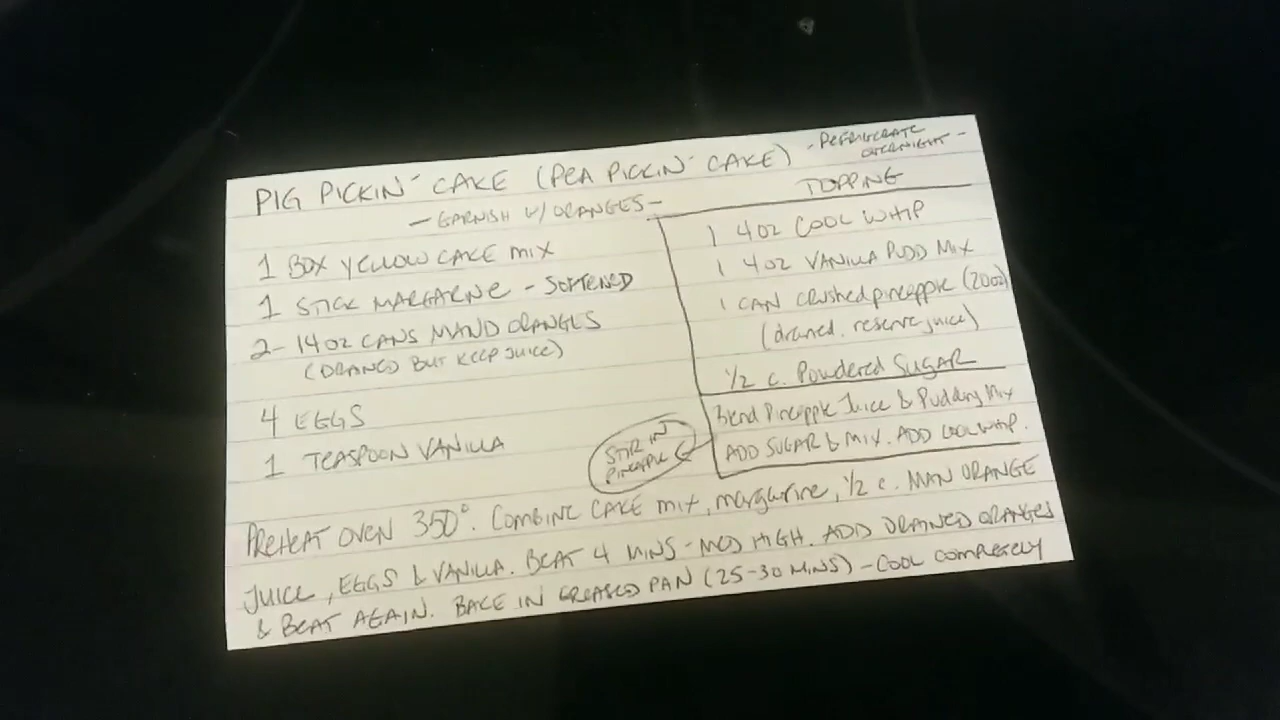 PIG PICKIN' CAKE (PEA PICKIN' CAKE)
- REFRIGERATE
OVERNIGHT -
- GARNISH W/ ORANGES -
1 BOX YELLOW CAKE MIX
1 STICK MARGARINE - SOFTENED
2 - 14 OZ CANS MAND ORANGES
(DRAINED BUT KEEP JUICE)
4 EGGS
1 TEASPOON VANILLA
TOPPING
1 4OZ COOL WHIP
1 4OZ VANILLA PUDD MIX
1 CAN CRUSHED pineapple (20oz)
(drained. reserve juice)
1/2 c. Powdered SUGAR
Blend Pineapple Juice & Pudding Mix
ADD SUGAR & MIX. ADD COOL WHIP.
STIR IN
PINEAPPLE
PREHEAT OVEN 350°. COMBINE CAKE mix, margarine, 1/2 c. MAN ORANGE
JUICE, EGGS & VANILLA. BEAT 4 MINS - MED HIGH. ADD DRAINED ORANGES
& BEAT AGAIN. BAKE IN GREASED PAN (25-30 MINS) - COOL COMPLETELY